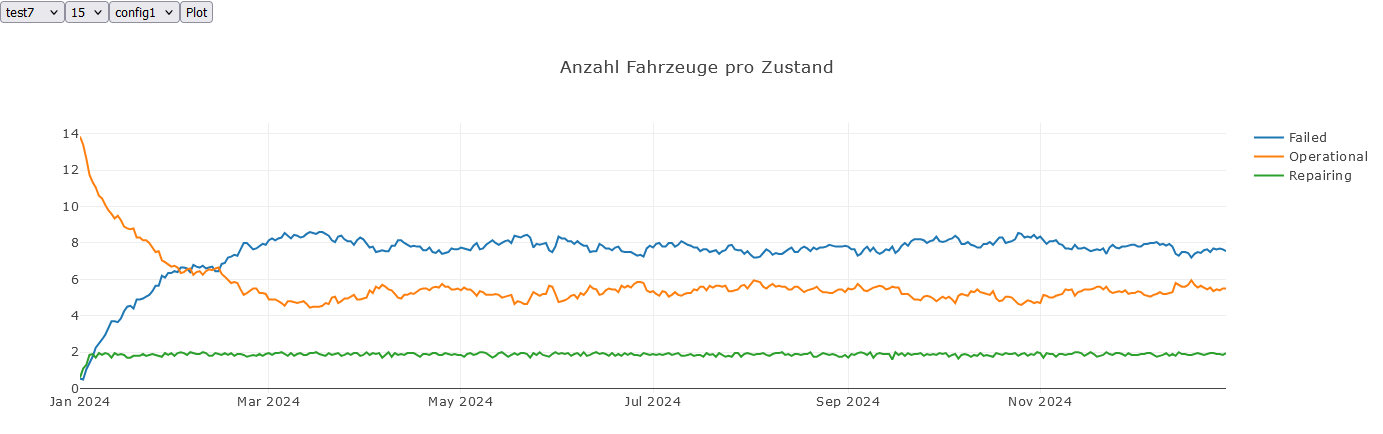 test7 15 config1 Plot
Anzahl Fahrzeuge pro Zustand
14
12
10
8
6
4
2
0
Jan 2024 Mar 2024 May 2024 Jul 2024 Sep 2024 Nov 2024
Failed
Operational
Repairing